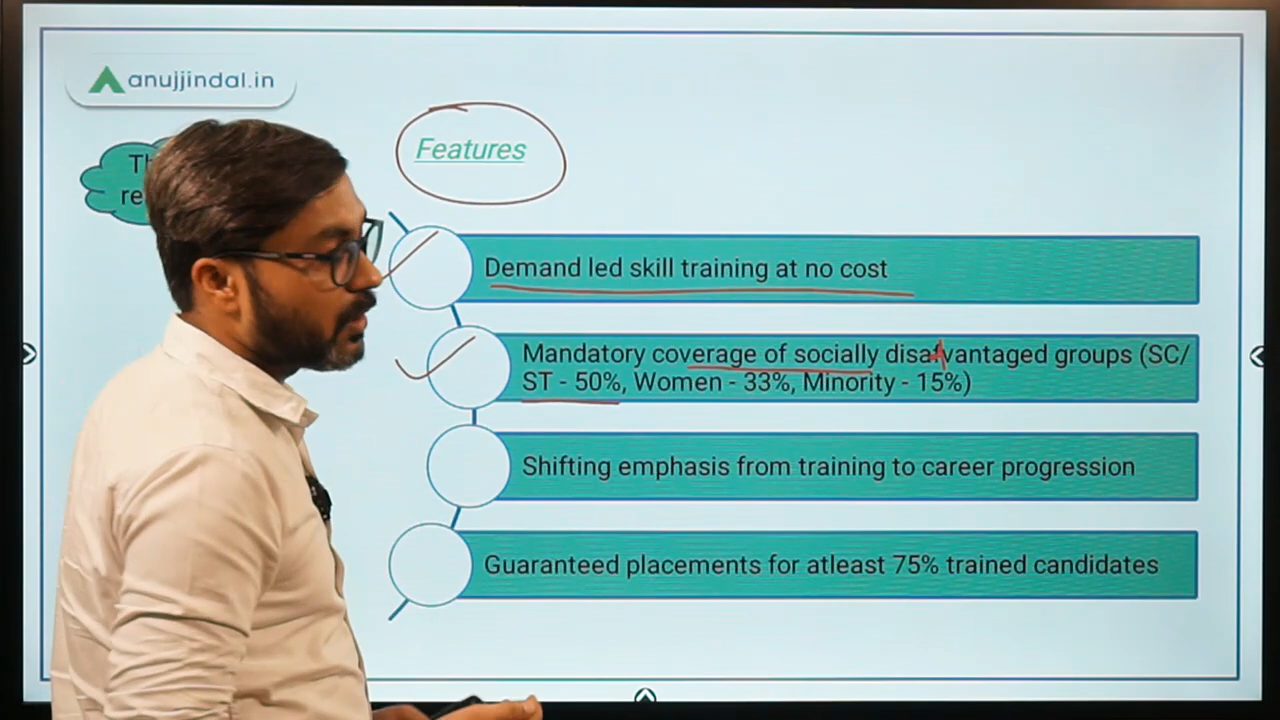 anujjindal.in
Features
Demand led skill training at no cost
Mandatory coverage of socially disadvantaged groups (SC/
ST - 50%, Women - 33%, Minority - 15%)
Shifting emphasis from training to career progression
Guaranteed placements for atleast 75% trained candidates